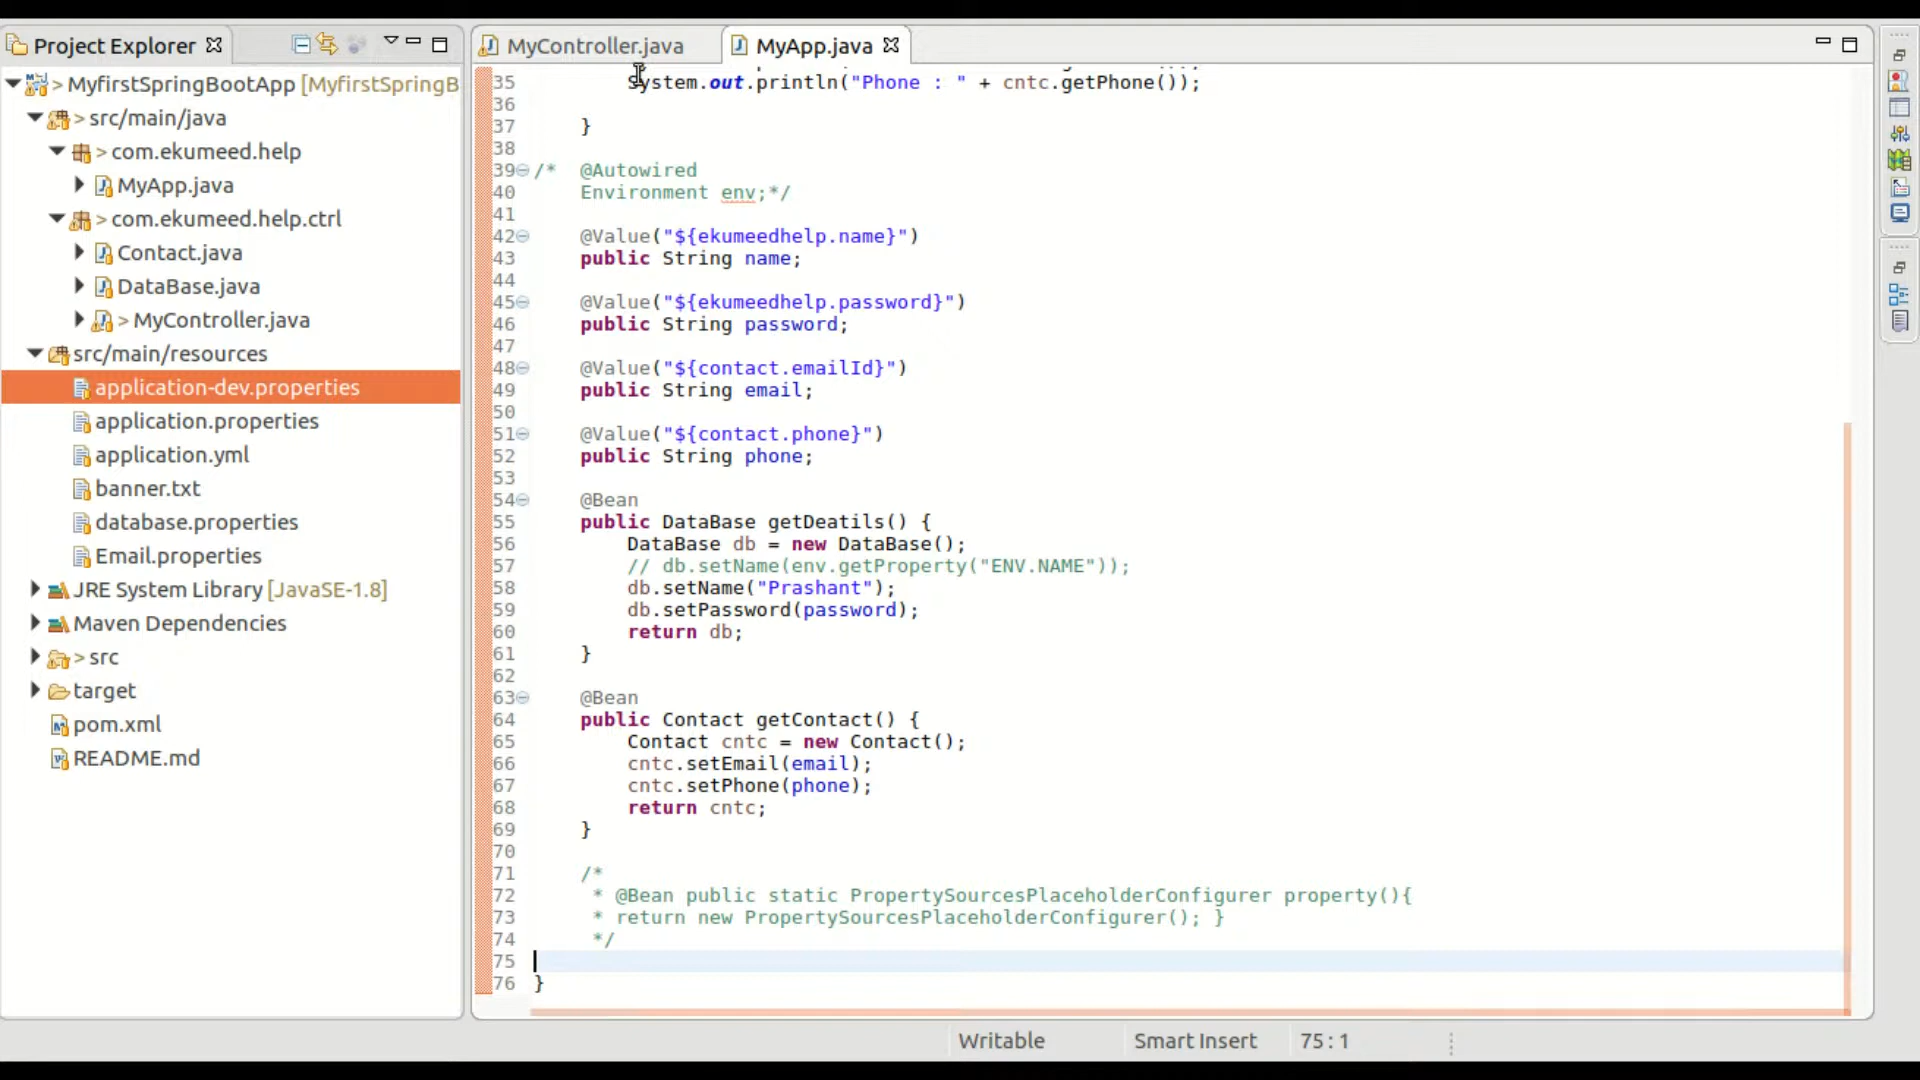 Project Explorer
> MyfirstSpringBootApp [MyfirstSpringB
> src/main/java
> com.ekumeed.help
MyApp.java
> com.ekumeed.help.ctrl
Contact.java
DataBase.java
> MyController.java
src/main/resources
application-dev.properties
application.properties
application.yml
banner.txt
database.properties
Email.properties
JRE System Library [JavaSE-1.8]
Maven Dependencies
> src
target
pom.xml
README.md
MyController.java
MyApp.java
35 System.out.println("Phone : " + cntc.getPhone());
36
37 }
38
39 /* @Autowired
40 Environment env;*/
41
42 @Value("${ekumeedhelp.name}")
43 public String name;
44
45 @Value("${ekumeedhelp.password}")
46 public String password;
47
48 @Value("${contact.emailId}")
49 public String email;
50
51 @Value("${contact.phone}")
52 public String phone;
53
54 @Bean
55 public DataBase getDeatils() {
56 DataBase db = new DataBase();
57 // db.setName(env.getProperty("ENV.NAME"));
58 db.setName("Prashant");
59 db.setPassword(password);
60 return db;
61 }
62
63 @Bean
64 public Contact getContact() {
65 Contact cntc = new Contact();
66 cntc.setEmail(email);
67 cntc.setPhone(phone);
68 return cntc;
69 }
70
71 /*
72 * @Bean public static PropertySourcesPlaceholderConfigurer property(){
73 * return new PropertySourcesPlaceholderConfigurer(); }
74 */
75
76 }
Writable
Smart Insert
75 : 1